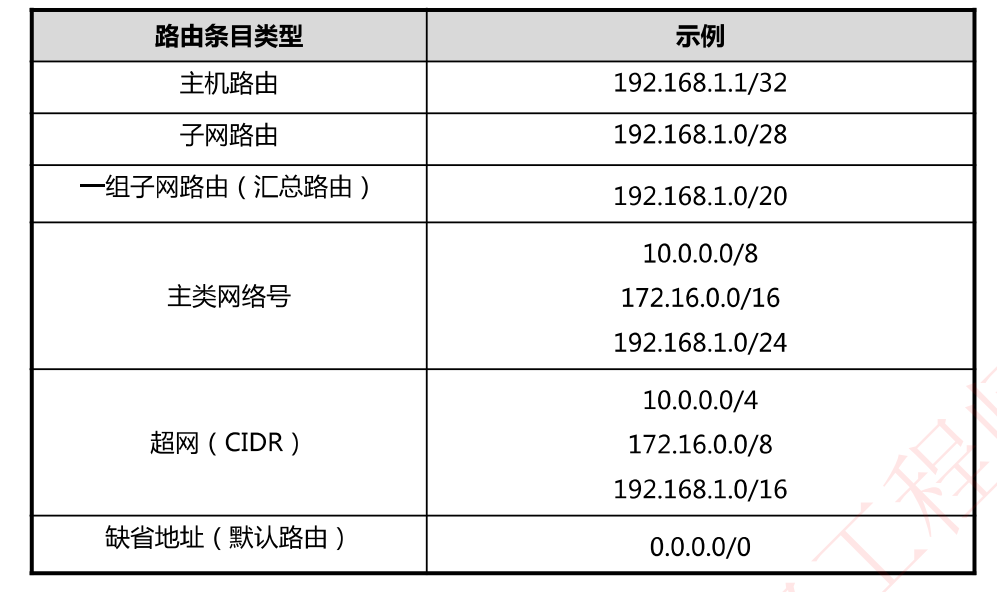 路由条目类型 示例
主机路由 192.168.1.1/32
子网路由 192.168.1.0/28
一组子网路由（汇总路由） 192.168.1.0/20
主类网络号
10.0.0.0/8
172.16.0.0/16
192.168.1.0/24
超网（CIDR）
10.0.0.0/4
172.16.0.0/8
192.168.1.0/16
缺省地址（默认路由） 0.0.0.0/0
工程师